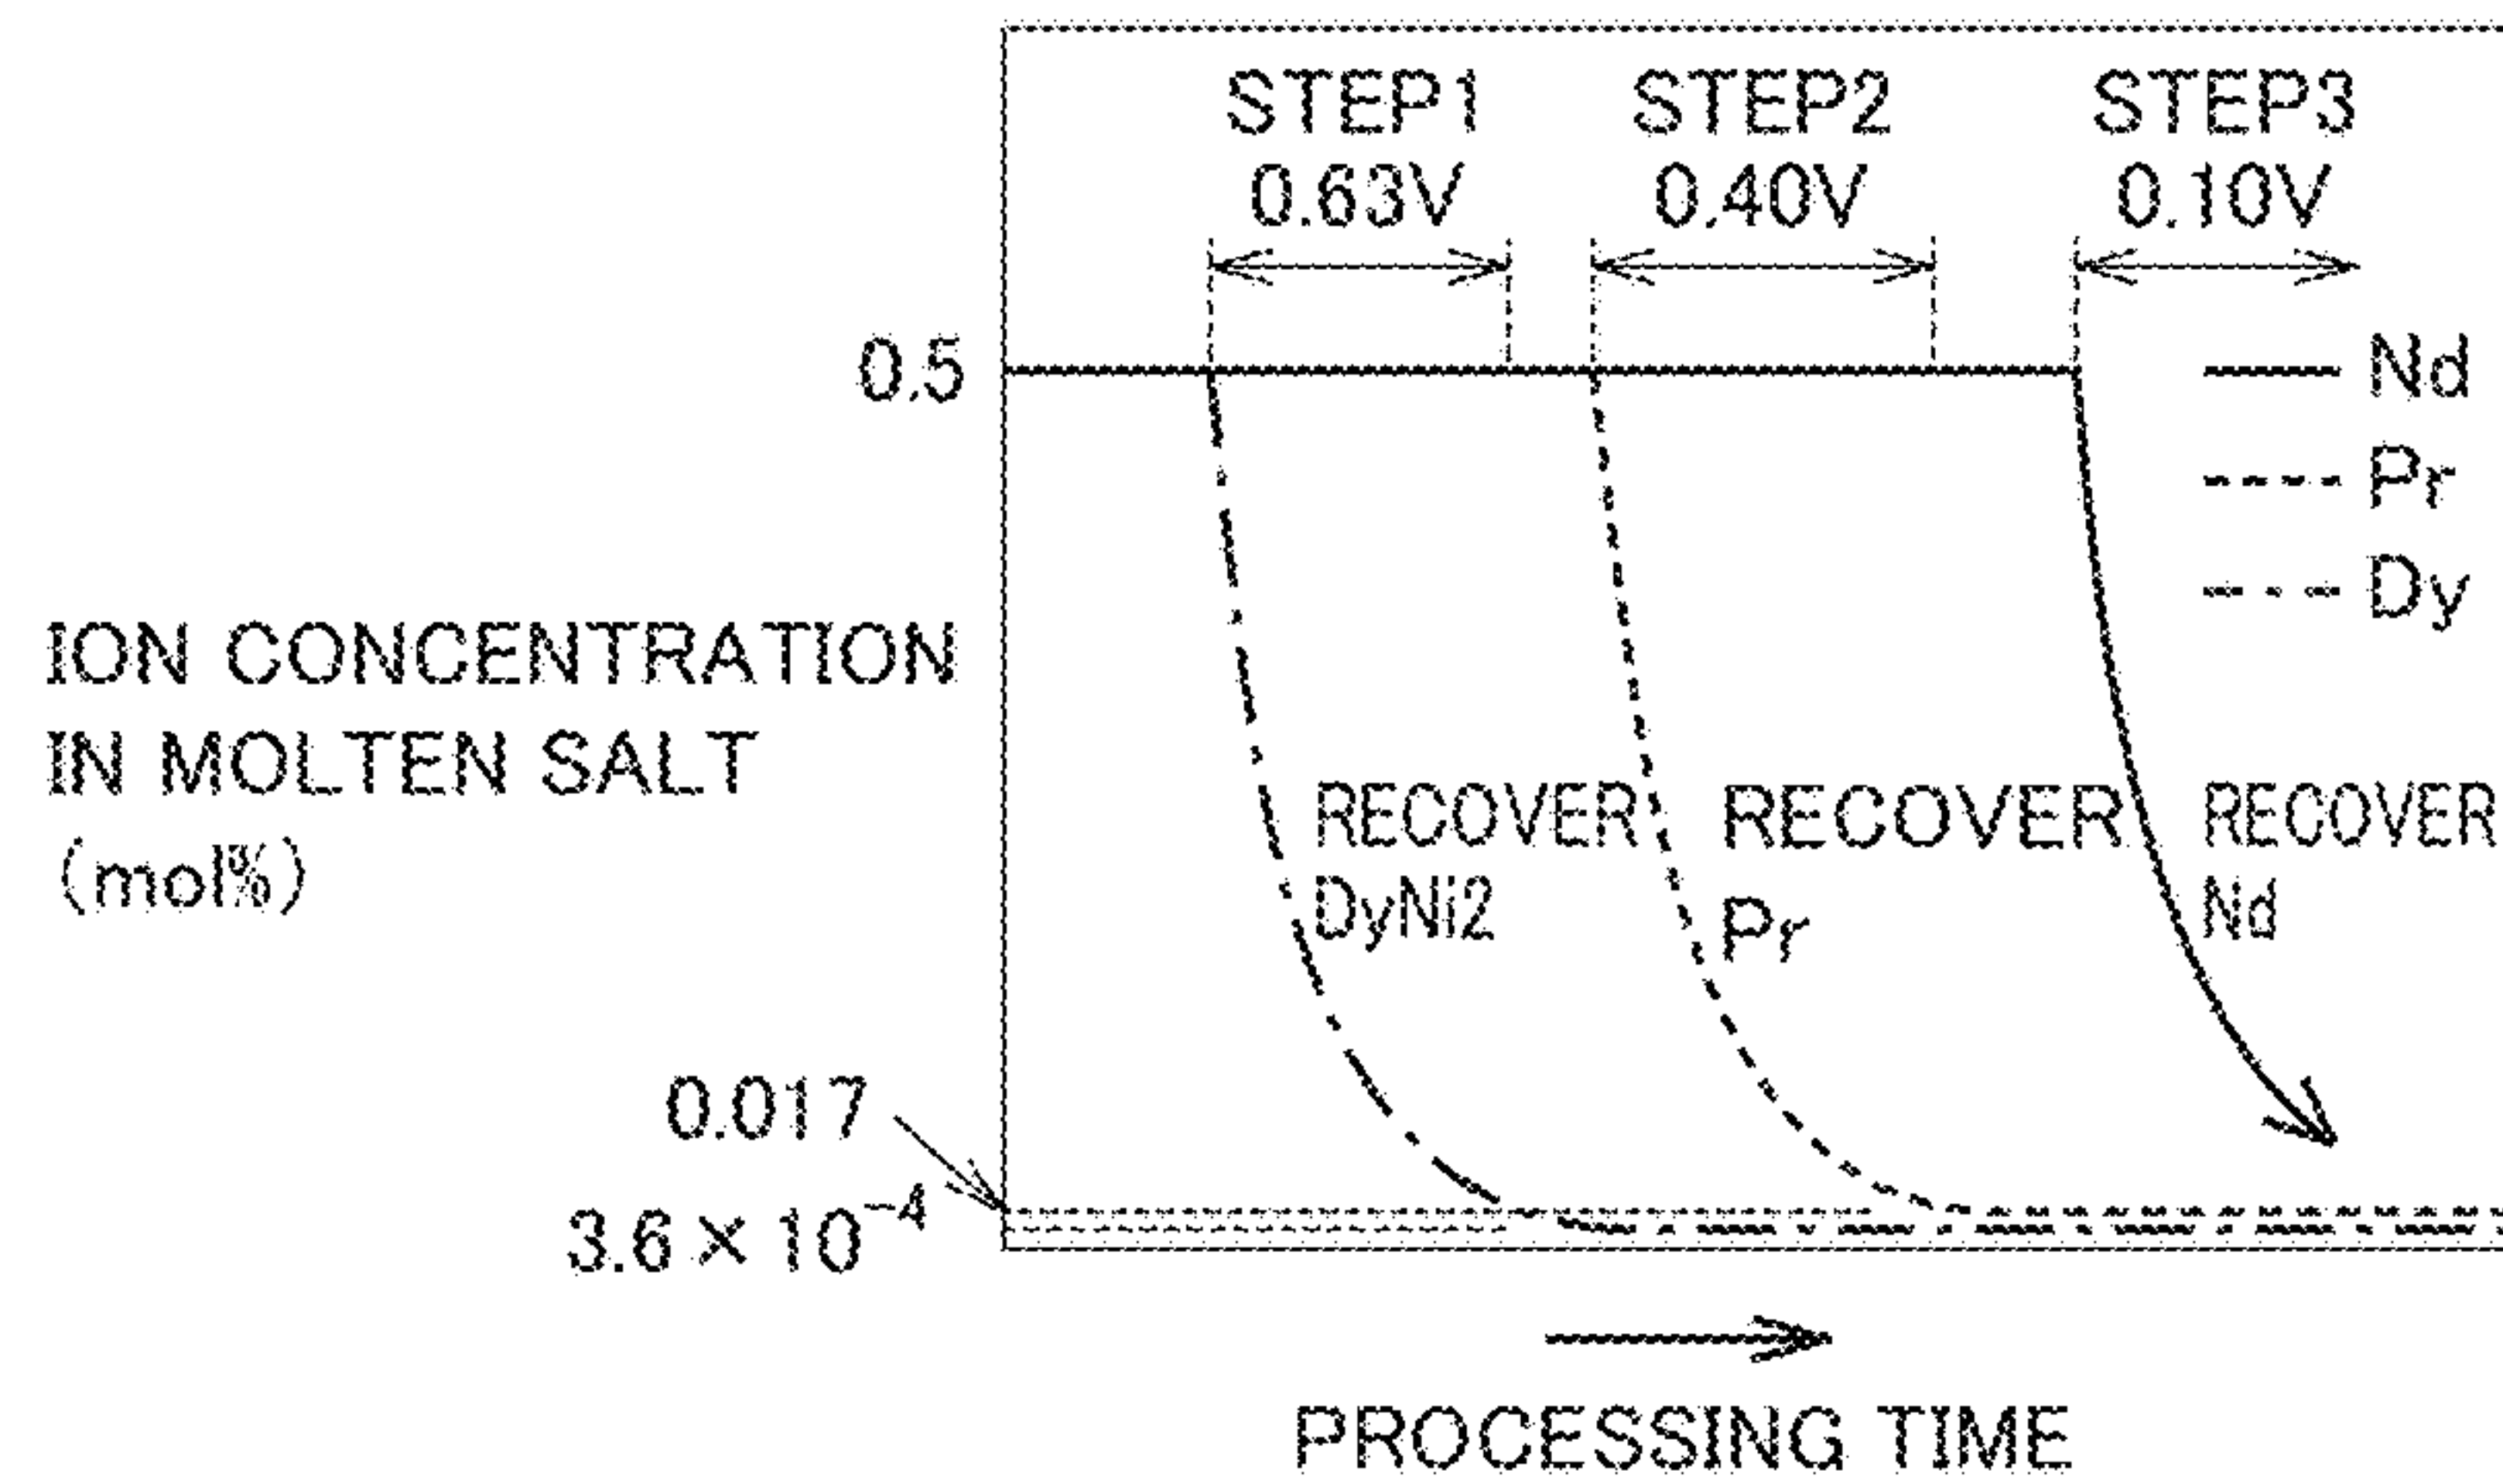 STEP1 STEP2 STEP3
0.63V 0.40V 0.10V
0.5
Nd
Pr
Dy
ION CONCENTRATION
IN MOLTEN SALT
(mol%)
RECOVER
DyNi2
RECOVER
Pr
RECOVER
Nd
0.017
3.6×10⁻⁴
PROCESSING TIME